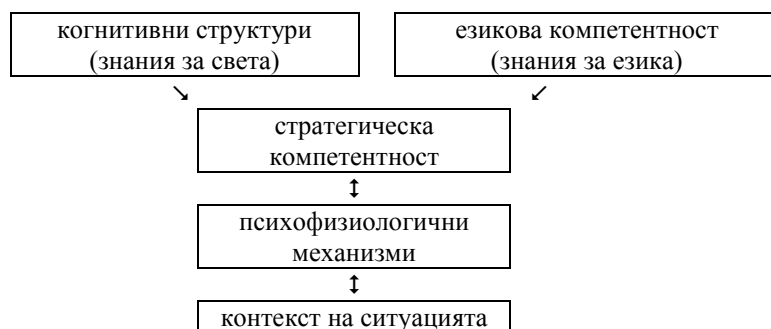 когнитивни структури
(знания за света)
езикова компетентност
(знания за езика)
стратегическа
компетентност
психофизиологични
механизми
контекст на ситуацията